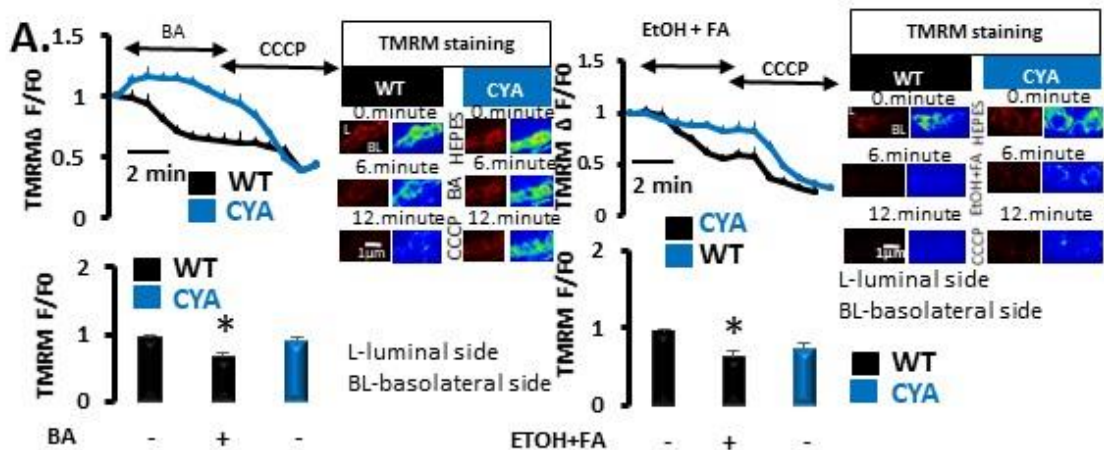 A.
BA
CCCP
TMRM∆ F/F0
1.5
1
0.5
0
2 min
WT
CYA
TMRM staining
WT
CYA
0.minute
0.minute
L
BL
HEPES
6.minute
6.minute
BA
12.minute
12.minute
1µm
CCCP
TMRM F/F0
2
1
0
WT
CYA
*
L-luminal side
BL-basolateral side
BA
- + -
EtOH + FA
CCCP
TMRM ∆ F/F0
1.5
1
0.5
0
2 min
CYA
WT
TMRM staining
WT
CYA
0.minute
0.minute
L
BL
HEPES
6.minute
6.minute
EtOH+FA
12.minute
12.minute
1µm
CCCP
L-luminal side
BL-basolateral side
TMRM F/F0
2
1
0
*
WT
CYA
ETOH+FA
- + -